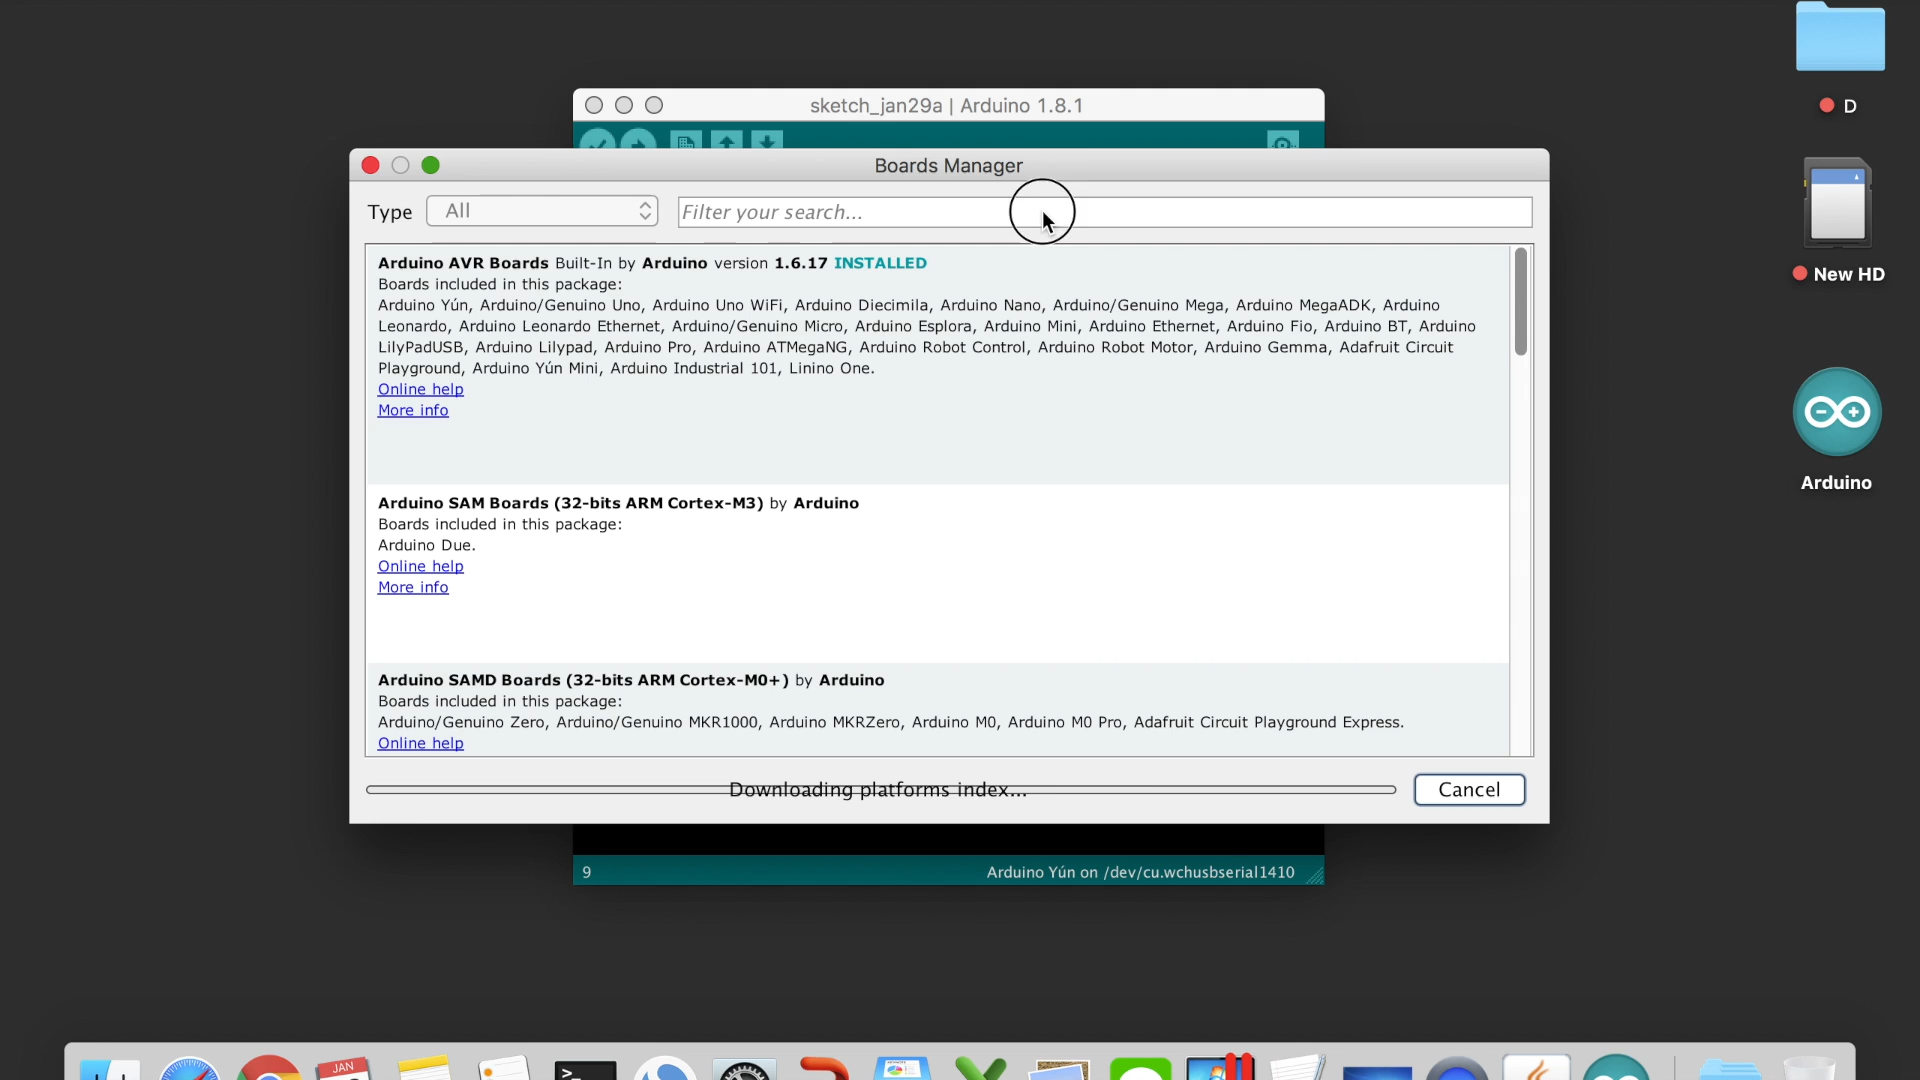 D
sketch_jan29a | Arduino 1.8.1
Boards Manager
Type All Filter your search...
New HD
Arduino AVR Boards Built-In by Arduino version 1.6.17 INSTALLED
Boards included in this package:
Arduino Yún, Arduino/Genuino Uno, Arduino Uno WiFi, Arduino Diecimila, Arduino Nano, Arduino/Genuino Mega, Arduino MegaADK, Arduino
Leonardo, Arduino Leonardo Ethernet, Arduino/Genuino Micro, Arduino Esplora, Arduino Mini, Arduino Ethernet, Arduino Fio, Arduino BT, Arduino
LilyPadUSB, Arduino Lilypad, Arduino Pro, Arduino ATMegaNG, Arduino Robot Control, Arduino Robot Motor, Arduino Gemma, Adafruit Circuit
Playground, Arduino Yún Mini, Arduino Industrial 101, Linino One.
Online help
More info
Arduino
Arduino SAM Boards (32-bits ARM Cortex-M3) by Arduino
Boards included in this package:
Arduino Due.
Online help
More info
Arduino SAMD Boards (32-bits ARM Cortex-M0+) by Arduino
Boards included in this package:
Arduino/Genuino Zero, Arduino/Genuino MKR1000, Arduino MKRZero, Arduino M0, Arduino M0 Pro, Adafruit Circuit Playground Express.
Online help
Downloading platforms index...
Cancel
9 Arduino Yún on /dev/cu.wchusbserial1410
JAN